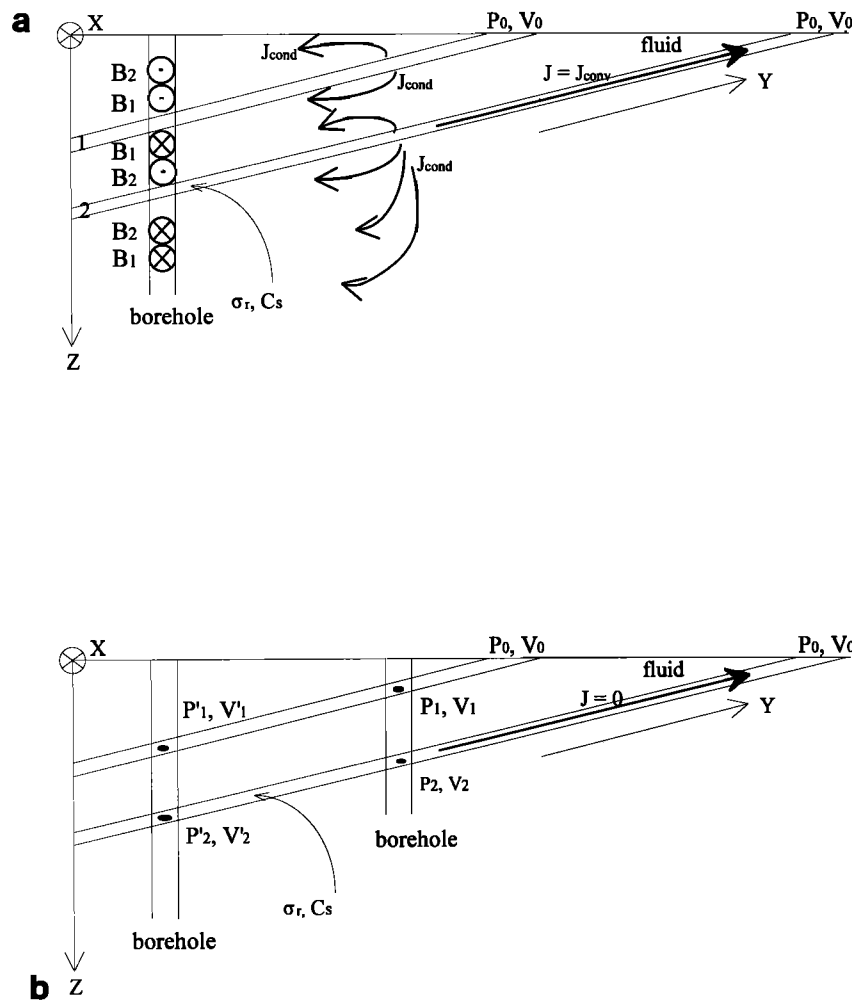 a
X
P₀, V₀
P₀, V₀
fluid
Jcond
J = Jconv
B₂
Jcond
Y
B₁
1
B₁
B₂
Jcond
2
B₂
B₁
σr, Cs
borehole
Z
X
P₀, V₀
P₀, V₀
fluid
P'₁, V'₁
P₁, V₁
J = 0
Y
P₂, V₂
P'₂, V'₂
borehole
σr, Cs
borehole
b
Z